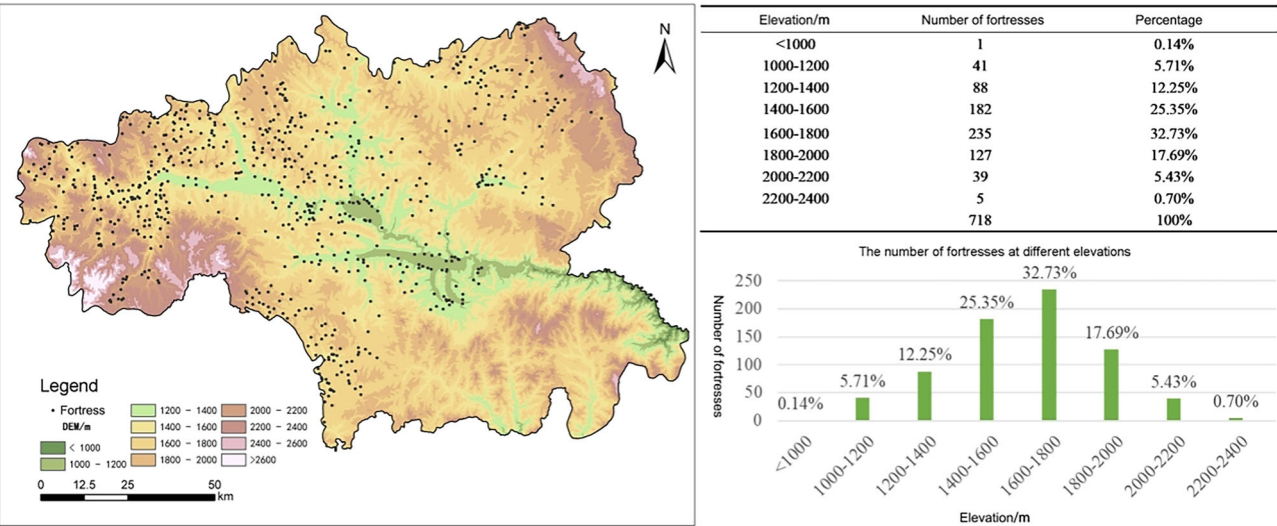 N
Legend
Fortress
DEM/m
< 1000
1000 - 1200
1200 - 1400
1400 - 1600
1600 - 1800
1800 - 2000
2000 - 2200
2200 - 2400
2400 - 2600
>2600
0 12.5 25 50
km
Elevation/m Number of fortresses Percentage
<1000 1 0.14%
1000-1200 41 5.71%
1200-1400 88 12.25%
1400-1600 182 25.35%
1600-1800 235 32.73%
1800-2000 127 17.69%
2000-2200 39 5.43%
2200-2400 5 0.70%
718 100%
The number of fortresses at different elevations
Number of fortresses
250
200
150
100
50
0
0.14%
5.71%
12.25%
25.35%
32.73%
17.69%
5.43%
0.70%
<1000
1000-1200
1200-1400
1400-1600
1600-1800
1800-2000
2000-2200
2200-2400
Elevation/m